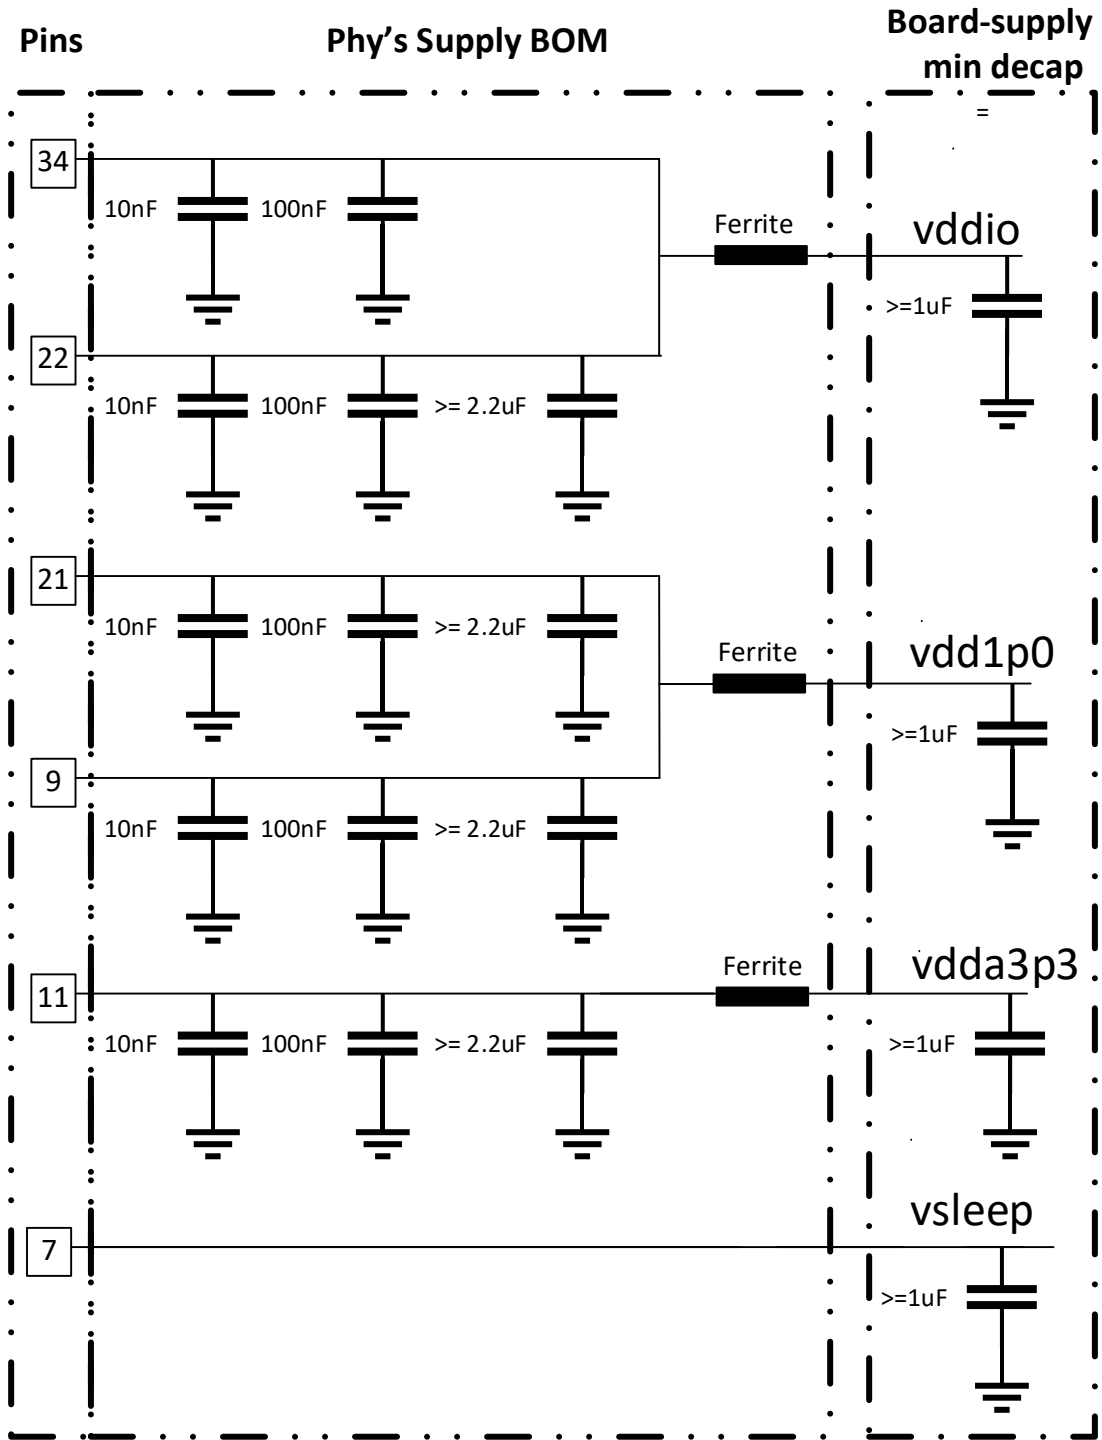 Pins
Phy's Supply BOM
Board-supply
min decap
=
34
10nF
100nF
Ferrite
vddio
>=1uF
22
10nF
100nF
>= 2.2uF
21
10nF
100nF
>= 2.2uF
Ferrite
vdd1p0
>=1uF
9
10nF
100nF
>= 2.2uF
11
Ferrite
vdda3p3
10nF
100nF
>= 2.2uF
>=1uF
7
vsleep
>=1uF